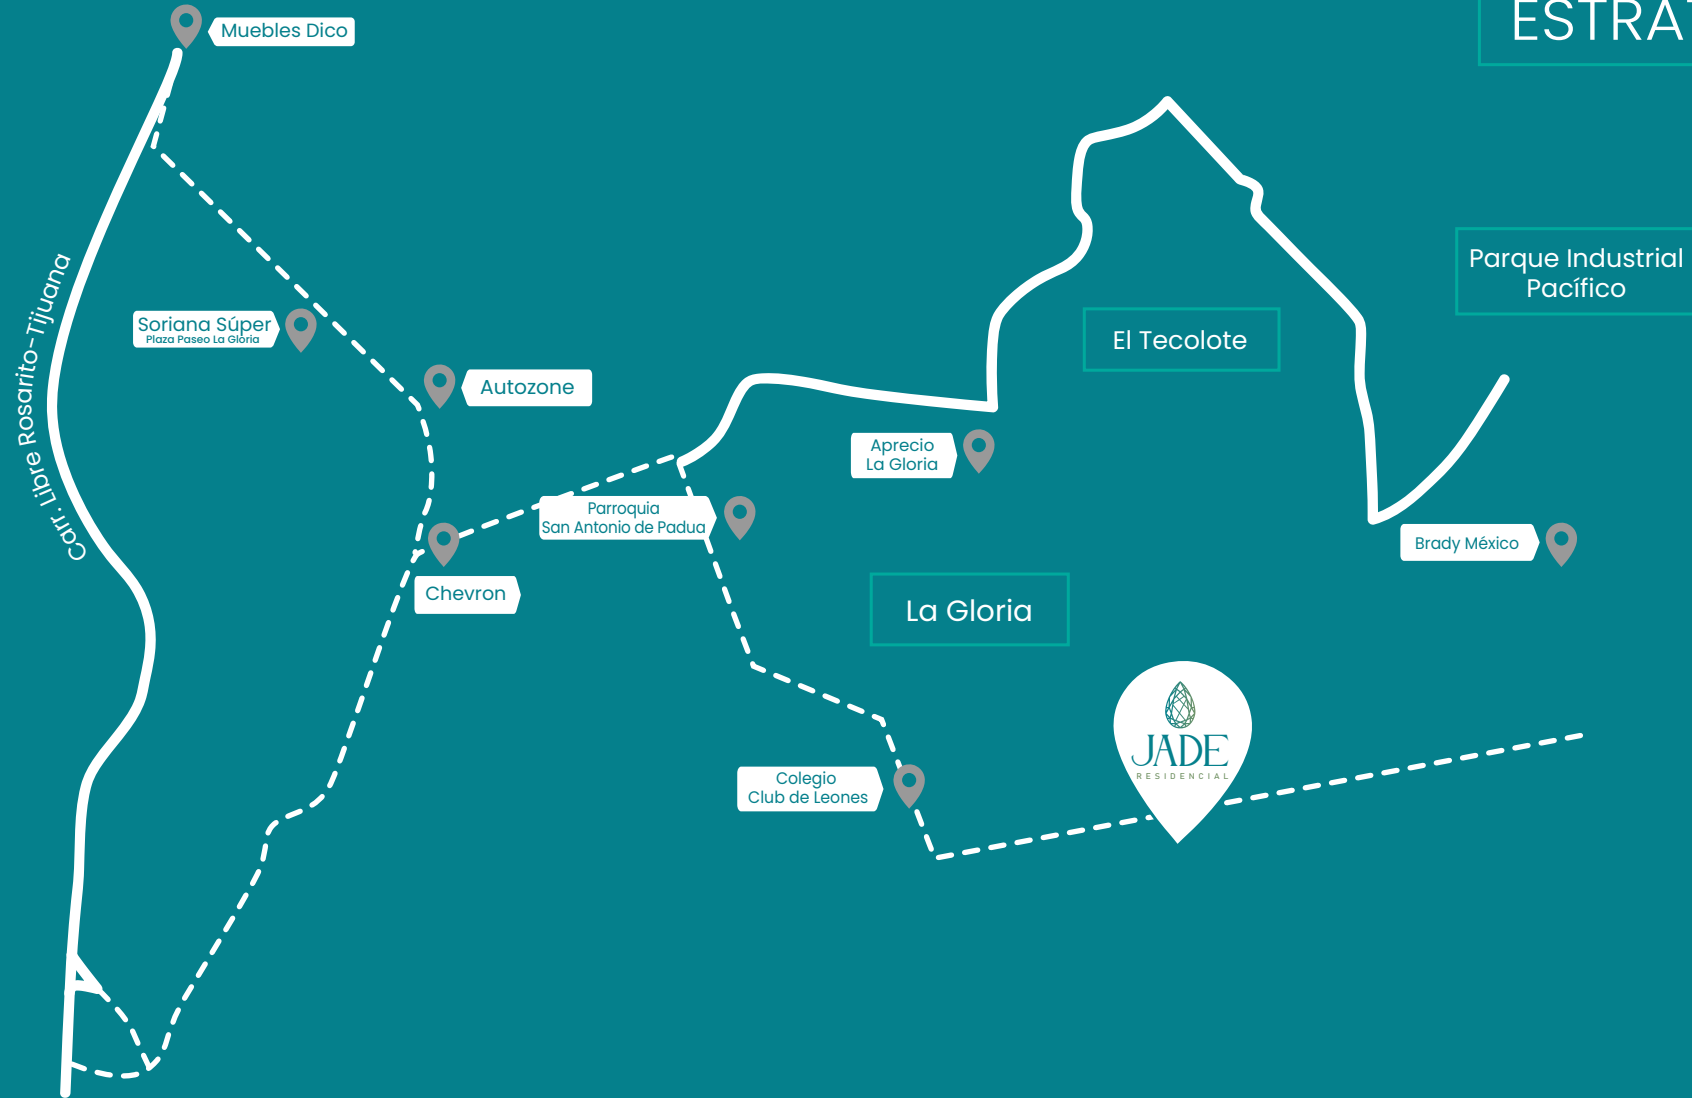 Muebles Dico
ESTRAT
Carr. Libre Rosarito-Tijuana
Parque Industrial
Pacífico
Soriana Súper
Plaza Paseo La Gloria
El Tecolote
Autozone
Aprecio
La Gloria
Parroquia
San Antonio de Padua
Brady México
Chevron
La Gloria
JADE
RESIDENCIAL
Colegio
Club de Leones